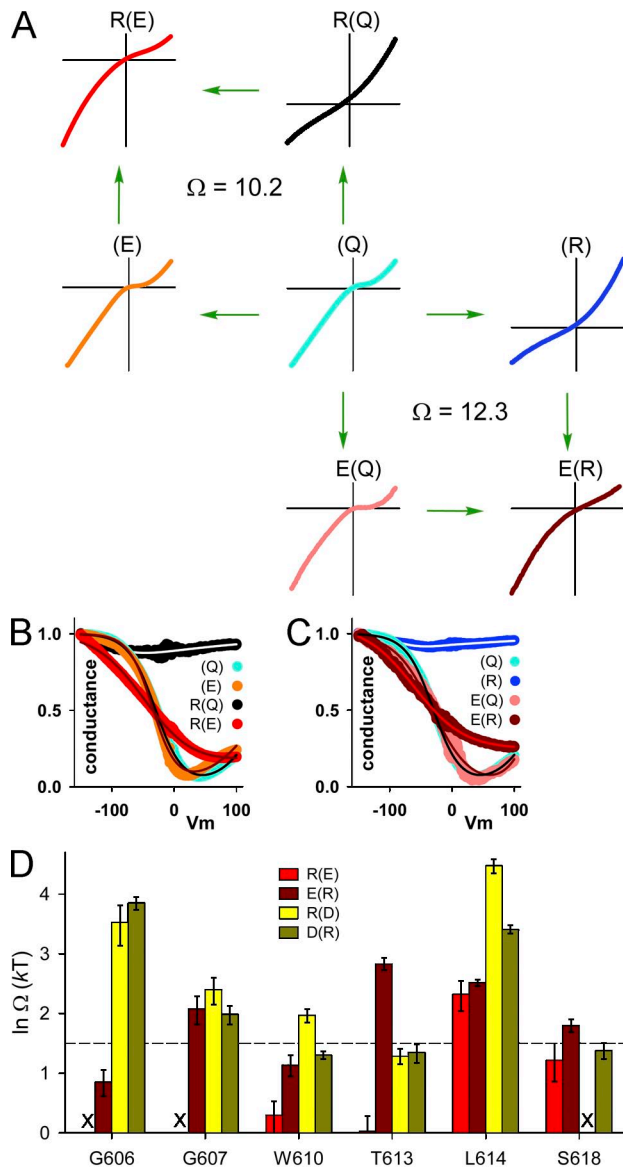 A
R(E) R(Q)
Ω = 10.2
(E) (Q) (R)
Ω = 12.3
E(Q) E(R)
B
1.0
0.5
0.0
conductance
(Q)
(E)
R(Q)
R(E)
-100 0 100
Vm
C
1.0
0.5
0.0
conductance
(Q)
(R)
E(Q)
E(R)
-100 0 100
Vm
D
R(E)
E(R)
R(D)
D(R)
ln Ω (kT)
4
3
2
1
0
X X X
G606 G607 W610 T613 L614 S618